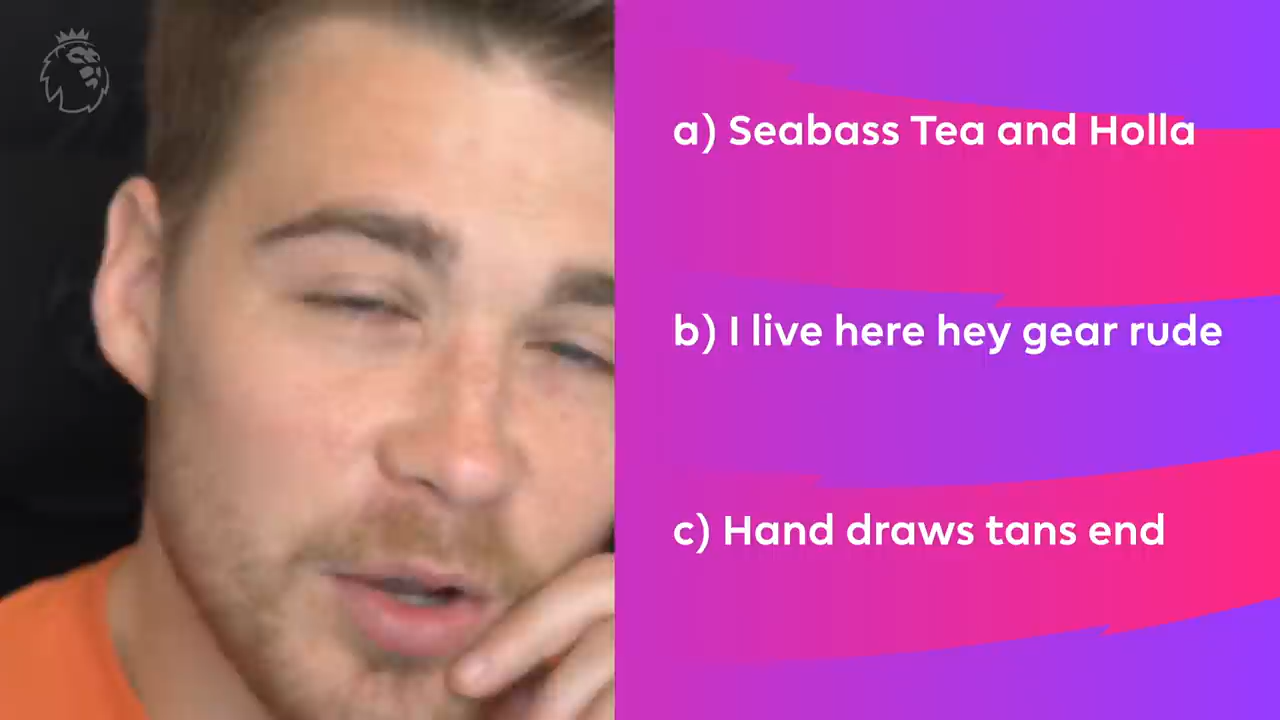 a) Seabass Tea and Holla
b) I live here hey gear rude
c) Hand draws tans end